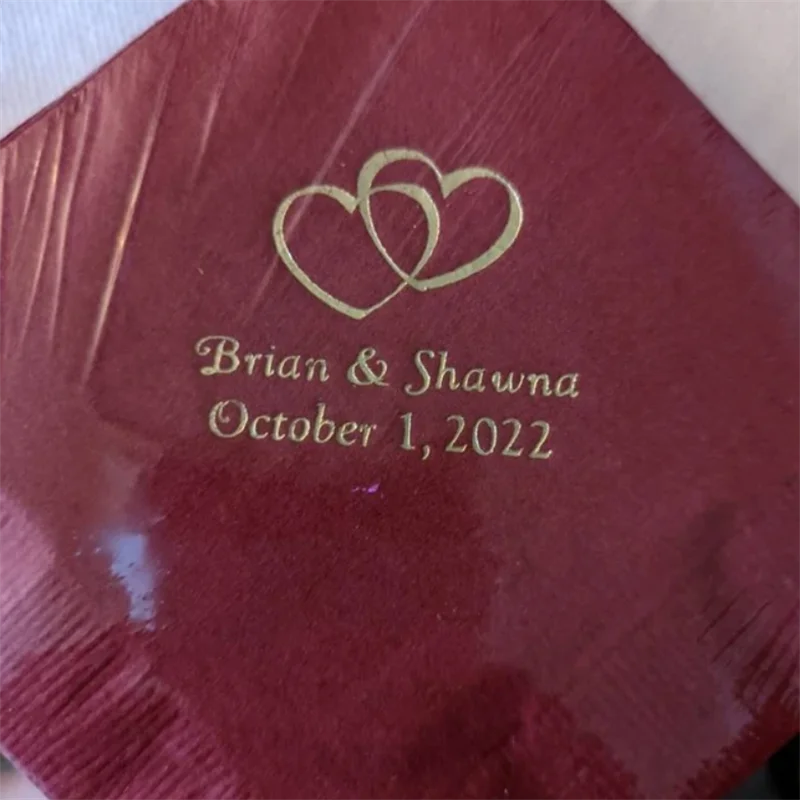 Brian & Shawna
October 1, 2022